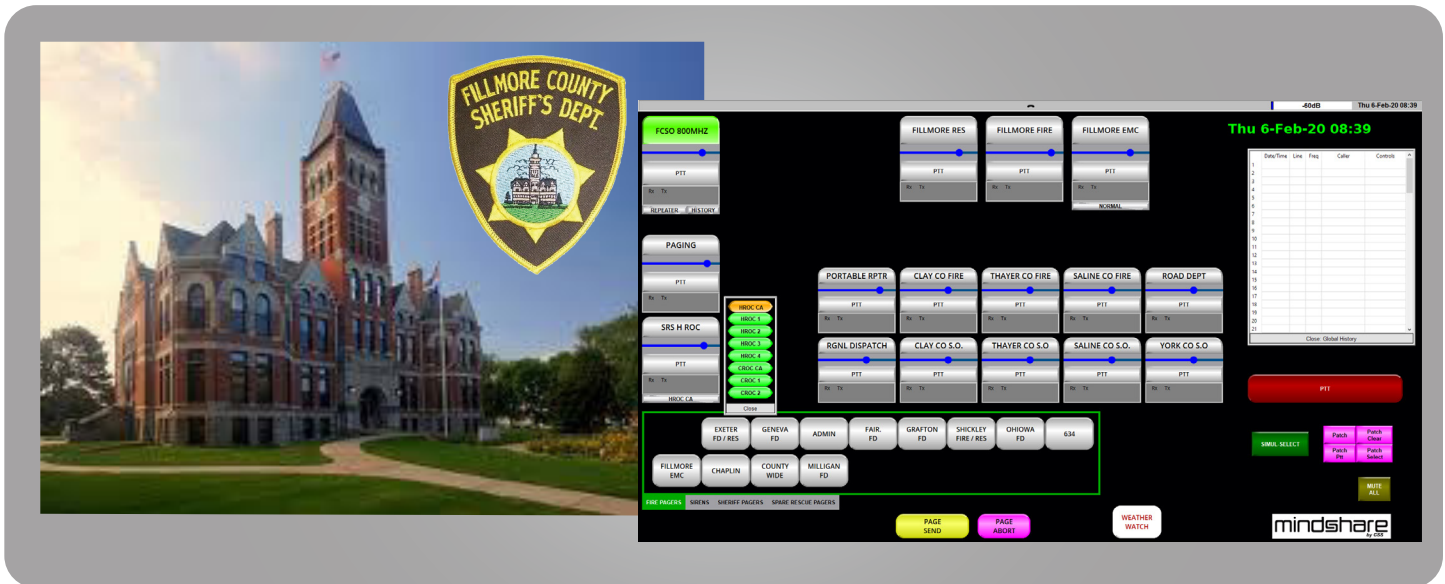 FILLMORE COUNTY
SHERIFF'S DEPT.
-60dB Thu 6-Feb-20 08:39
FCSO 800MHZ
PTT
Rx Tx
REPEATER HISTORY
FILLMORE RES
PTT
Rx Tx
FILLMORE FIRE
PTT
Rx Tx
FILLMORE EMC
PTT
Rx Tx
NORMAL
Thu 6-Feb-20 08:39
Date/Time Line Freq Caller Controls
1
2
3
4
5
6
7
8
9
10
11
12
13
14
15
16
17
18
19
20
21
Close: Global History
PAGING
PTT
Rx Tx
SRS H ROC
PTT
Rx Tx
HROC CA
HROC CA
HROC 1
HROC 2
HROC 3
HROC 4
CROC CA
CROC 1
CROC 2
Close
PORTABLE RPTR
PTT
Rx Tx
CLAY CO FIRE
PTT
Rx Tx
THAYER CO FIRE
PTT
Rx Tx
SALINE CO FIRE
PTT
Rx Tx
ROAD DEPT
PTT
Rx Tx
RGNL DISPATCH
PTT
Rx Tx
CLAY CO S.O.
PTT
Rx Tx
THAYER CO S.O
PTT
Rx Tx
SALINE CO S.O.
PTT
Rx Tx
YORK CO S.O
PTT
Rx Tx
PTT
EXETER
FD / RES
GENEVA
FD
ADMIN
FAIR.
FD
GRAFTON
FD
SHICKLEY
FIRE / RES
OHIOWA
FD
634
FILLMORE
EMC
CHAPLIN
COUNTY
WIDE
MILLIGAN
FD
FIRE PAGERS SIRENS SHERIFF PAGERS SPARE RESCUE PAGERS
SIMUL SELECT
Patch
Patch
Clear
Patch
Ptt
Patch
Select
MUTE
ALL
PAGE
SEND
PAGE
ABORT
WEATHER
WATCH
mindshare
by CSS